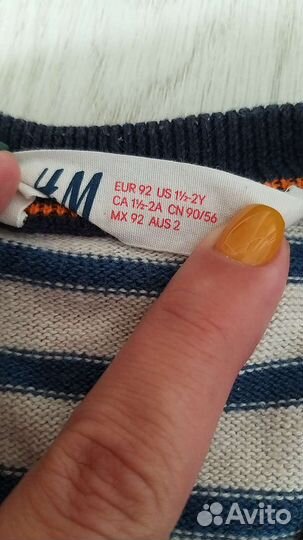 H&M
EUR 92 US 1½-2Y
CA 1½-2A CN 90/56
MX 92 AUS 2
Avito